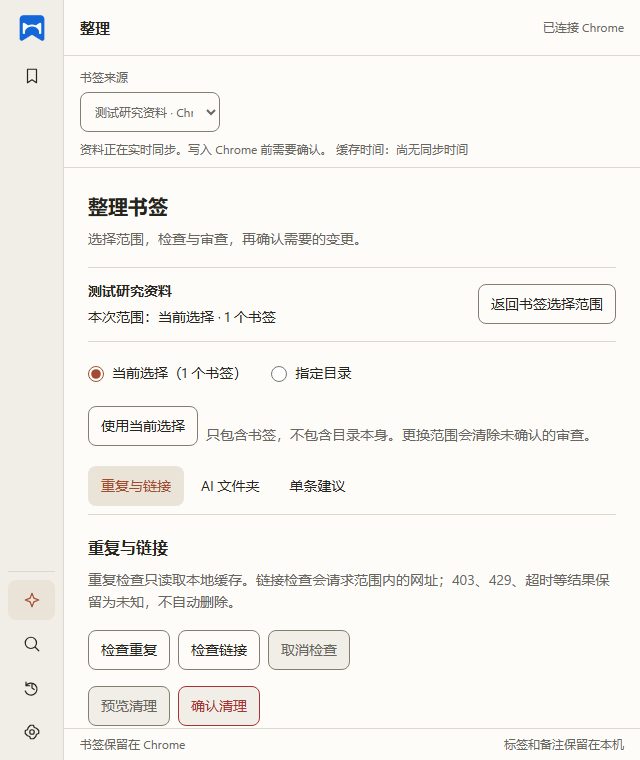 整理
已连接 Chrome
书签来源
测试研究资料 · Chr
资料正在实时同步。写入 Chrome 前需要确认。 缓存时间：尚无同步时间
整理书签
选择范围，检查与审查，再确认需要的变更。
测试研究资料
本次范围：当前选择 · 1 个书签
返回书签选择范围
当前选择（1 个书签）
指定目录
使用当前选择
只包含书签，不包含目录本身。更换范围会清除未确认的审查。
重复与链接
AI 文件夹
单条建议
重复与链接
重复检查只读取本地缓存。链接检查会请求范围内的网址；403、429、超时等结果保
留为未知，不自动删除。
检查重复
检查链接
取消检查
预览清理
确认清理
书签保留在 Chrome
标签和备注保留在本机